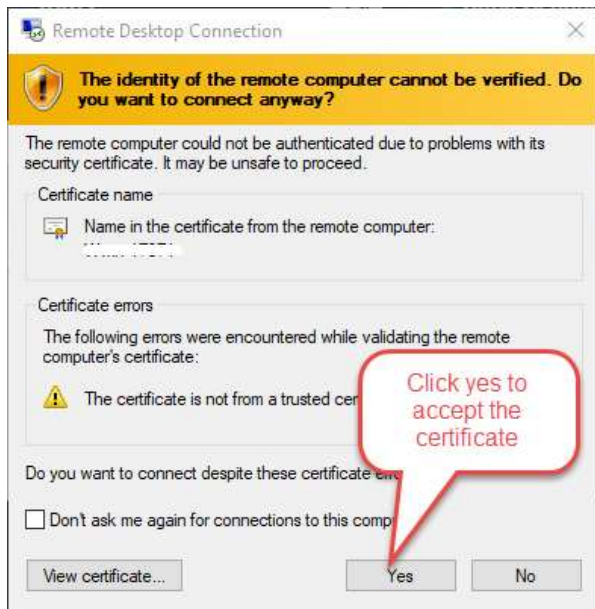 Remote Desktop Connection
The identity of the remote computer cannot be verified. Do
you want to connect anyway?
The remote computer could not be authenticated due to problems with its
security certificate. It may be unsafe to proceed.
Certificate name
Name in the certificate from the remote computer:
Certificate errors
The following errors were encountered while validating the remote
computer's certificate:
The certificate is not from a trusted
Click yes to
accept the
certificate
Do you want to connect despite these certificate
Don't ask me again for connections to this
View certificate...
Yes
No